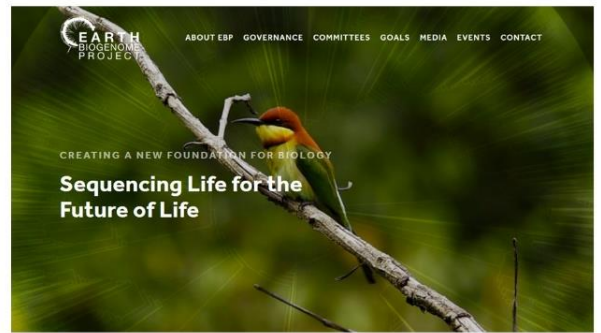 EARTH
BIOGENOME
PROJECT
ABOUT EBP GOVERNANCE COMMITTEES GOALS MEDIA EVENTS CONTACT
CREATING A NEW FOUNDATION FOR BIOLOGY
Sequencing Life for the
Future of Life